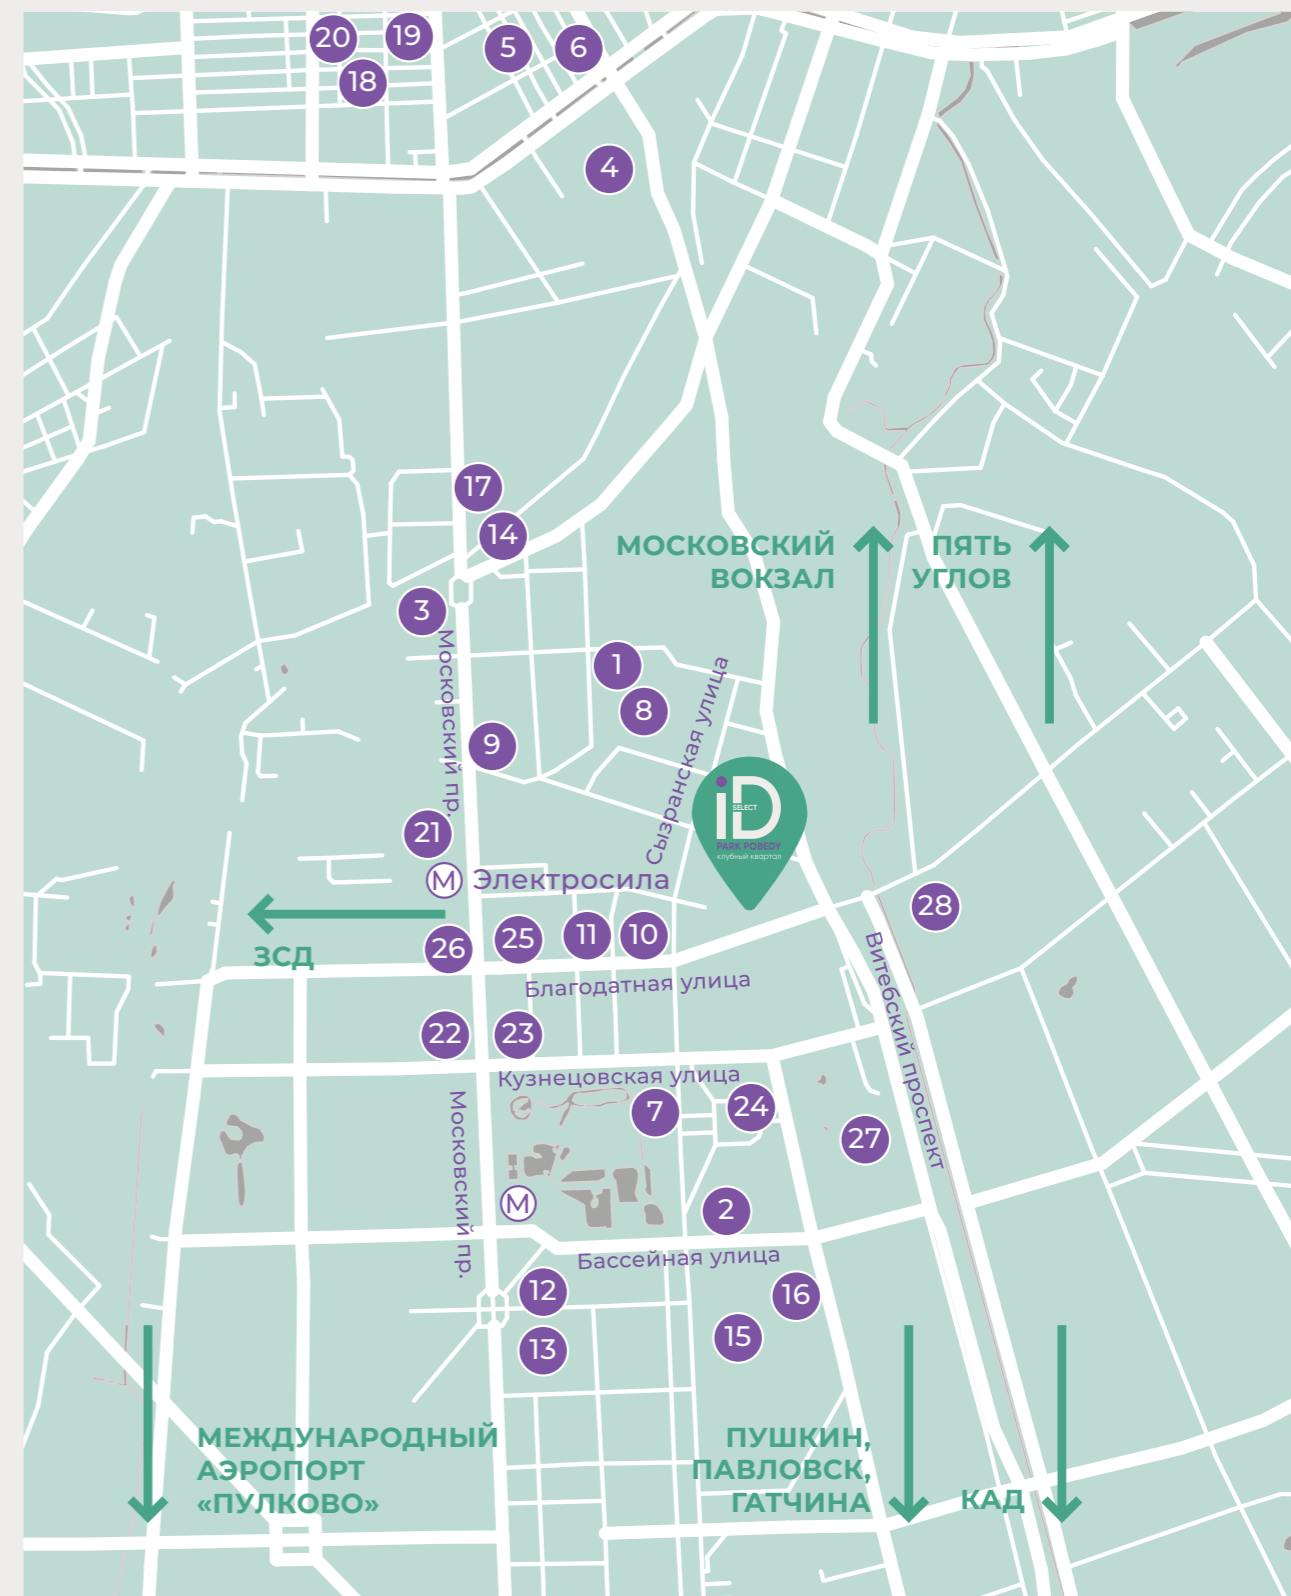 20
19
18
5
6
4
17
14
МОСКОВСКИЙ
ВОКЗАЛ
ПЯТЬ
УГЛОВ
3
1
8
9
Московский пр.
Сызранская улица
iD
SELECT
PARK POBEDY
клубный квартал
21
М Электросила
ЗСД
26
25
11
10
28
Благодатная улица
Витебский проспект
22
23
Кузнецовская улица
7
24
27
Московский пр.
М
2
Бассейная улица
12
16
13
15
МЕЖДУНАРОДНЫЙ
АЭРОПОРТ
«ПУЛКОВО»
ПУШКИН,
ПАВЛОВСК,
ГАТЧИНА
КАД